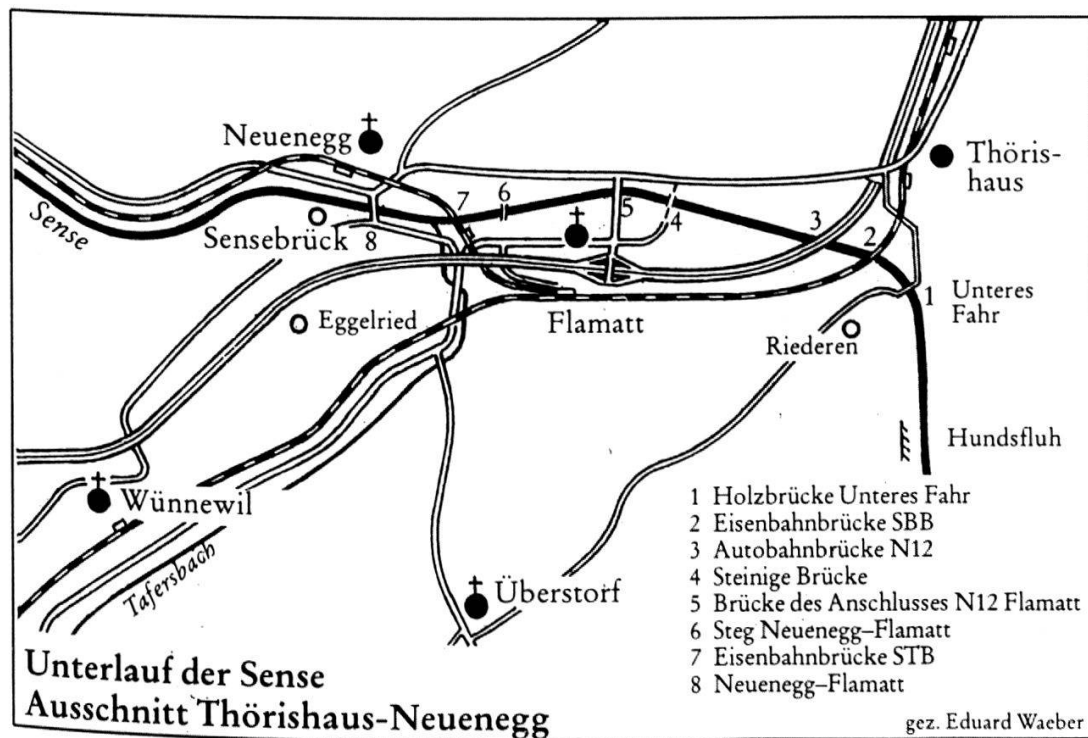 Neuenegg
Thöris-
haus
Sense
Sensebrück
7
6
5
4
3
2
8
1
Unteres
Fahr
Eggelried
Flamatt
Riederen
Hundsfluh
Wünnewil
Tafersbach
Überstorf
1 Holzbrücke Unteres Fahr
2 Eisenbahnbrücke SBB
3 Autobahnbrücke N12
4 Steinige Brücke
5 Brücke des Anschlusses N12 Flamatt
6 Steg Neuenegg–Flamatt
7 Eisenbahnbrücke STB
8 Neuenegg–Flamatt
Unterlauf der Sense
Ausschnitt Thörishaus-Neuenegg
gez. Eduard Waeber